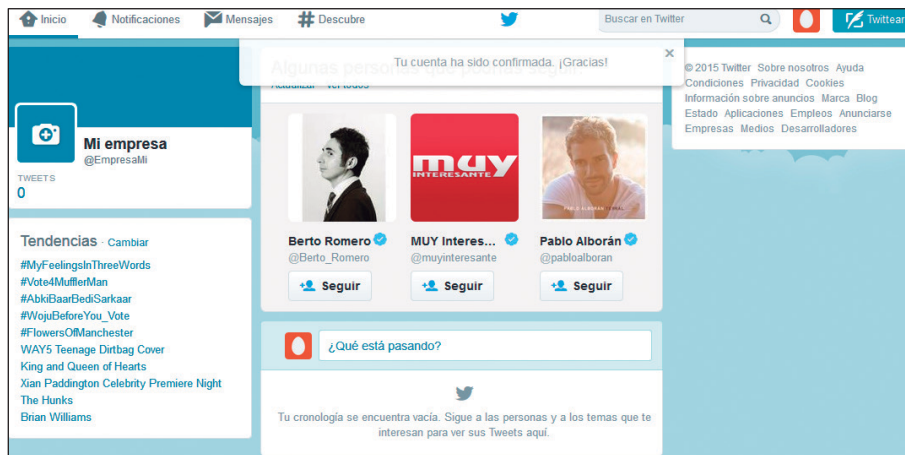 Inicio Notificaciones Mensajes Descubre Buscar en Twitter Twittear
Tu cuenta ha sido confirmada. ¡Gracias!
Algunas personas que podrías seguir
Actualizar · Ver todos
© 2015 Twitter Sobre nosotros Ayuda
Condiciones Privacidad Cookies
Información sobre anuncios Marca Blog
Estado Aplicaciones Empleos Anunciarse
Empresas Medios Desarrolladores
Mi empresa
@EmpresaMi
TWEETS
0
muy
INTERESANTE
PABLO ALBORÁN
Berto Romero
@Berto_Romero
Seguir
MUY Interes...
@muyinteresante
Seguir
Pablo Alborán
@pabloalboran
Seguir
Tendencias · Cambiar
#MyFeelingsInThreeWords
#Vote4MufflerMan
#AbkiBaarBediSarkaar
#WojuBeforeYou_Vote
#FlowersOfManchester
WAY5 Teenage Dirtbag Cover
King and Queen of Hearts
Xian Paddington Celebrity Premiere Night
The Hunks
Brian Williams
¿Qué está pasando?
Tu cronología se encuentra vacía. Sigue a las personas y a los temas que te
interesan para ver sus Tweets aquí.